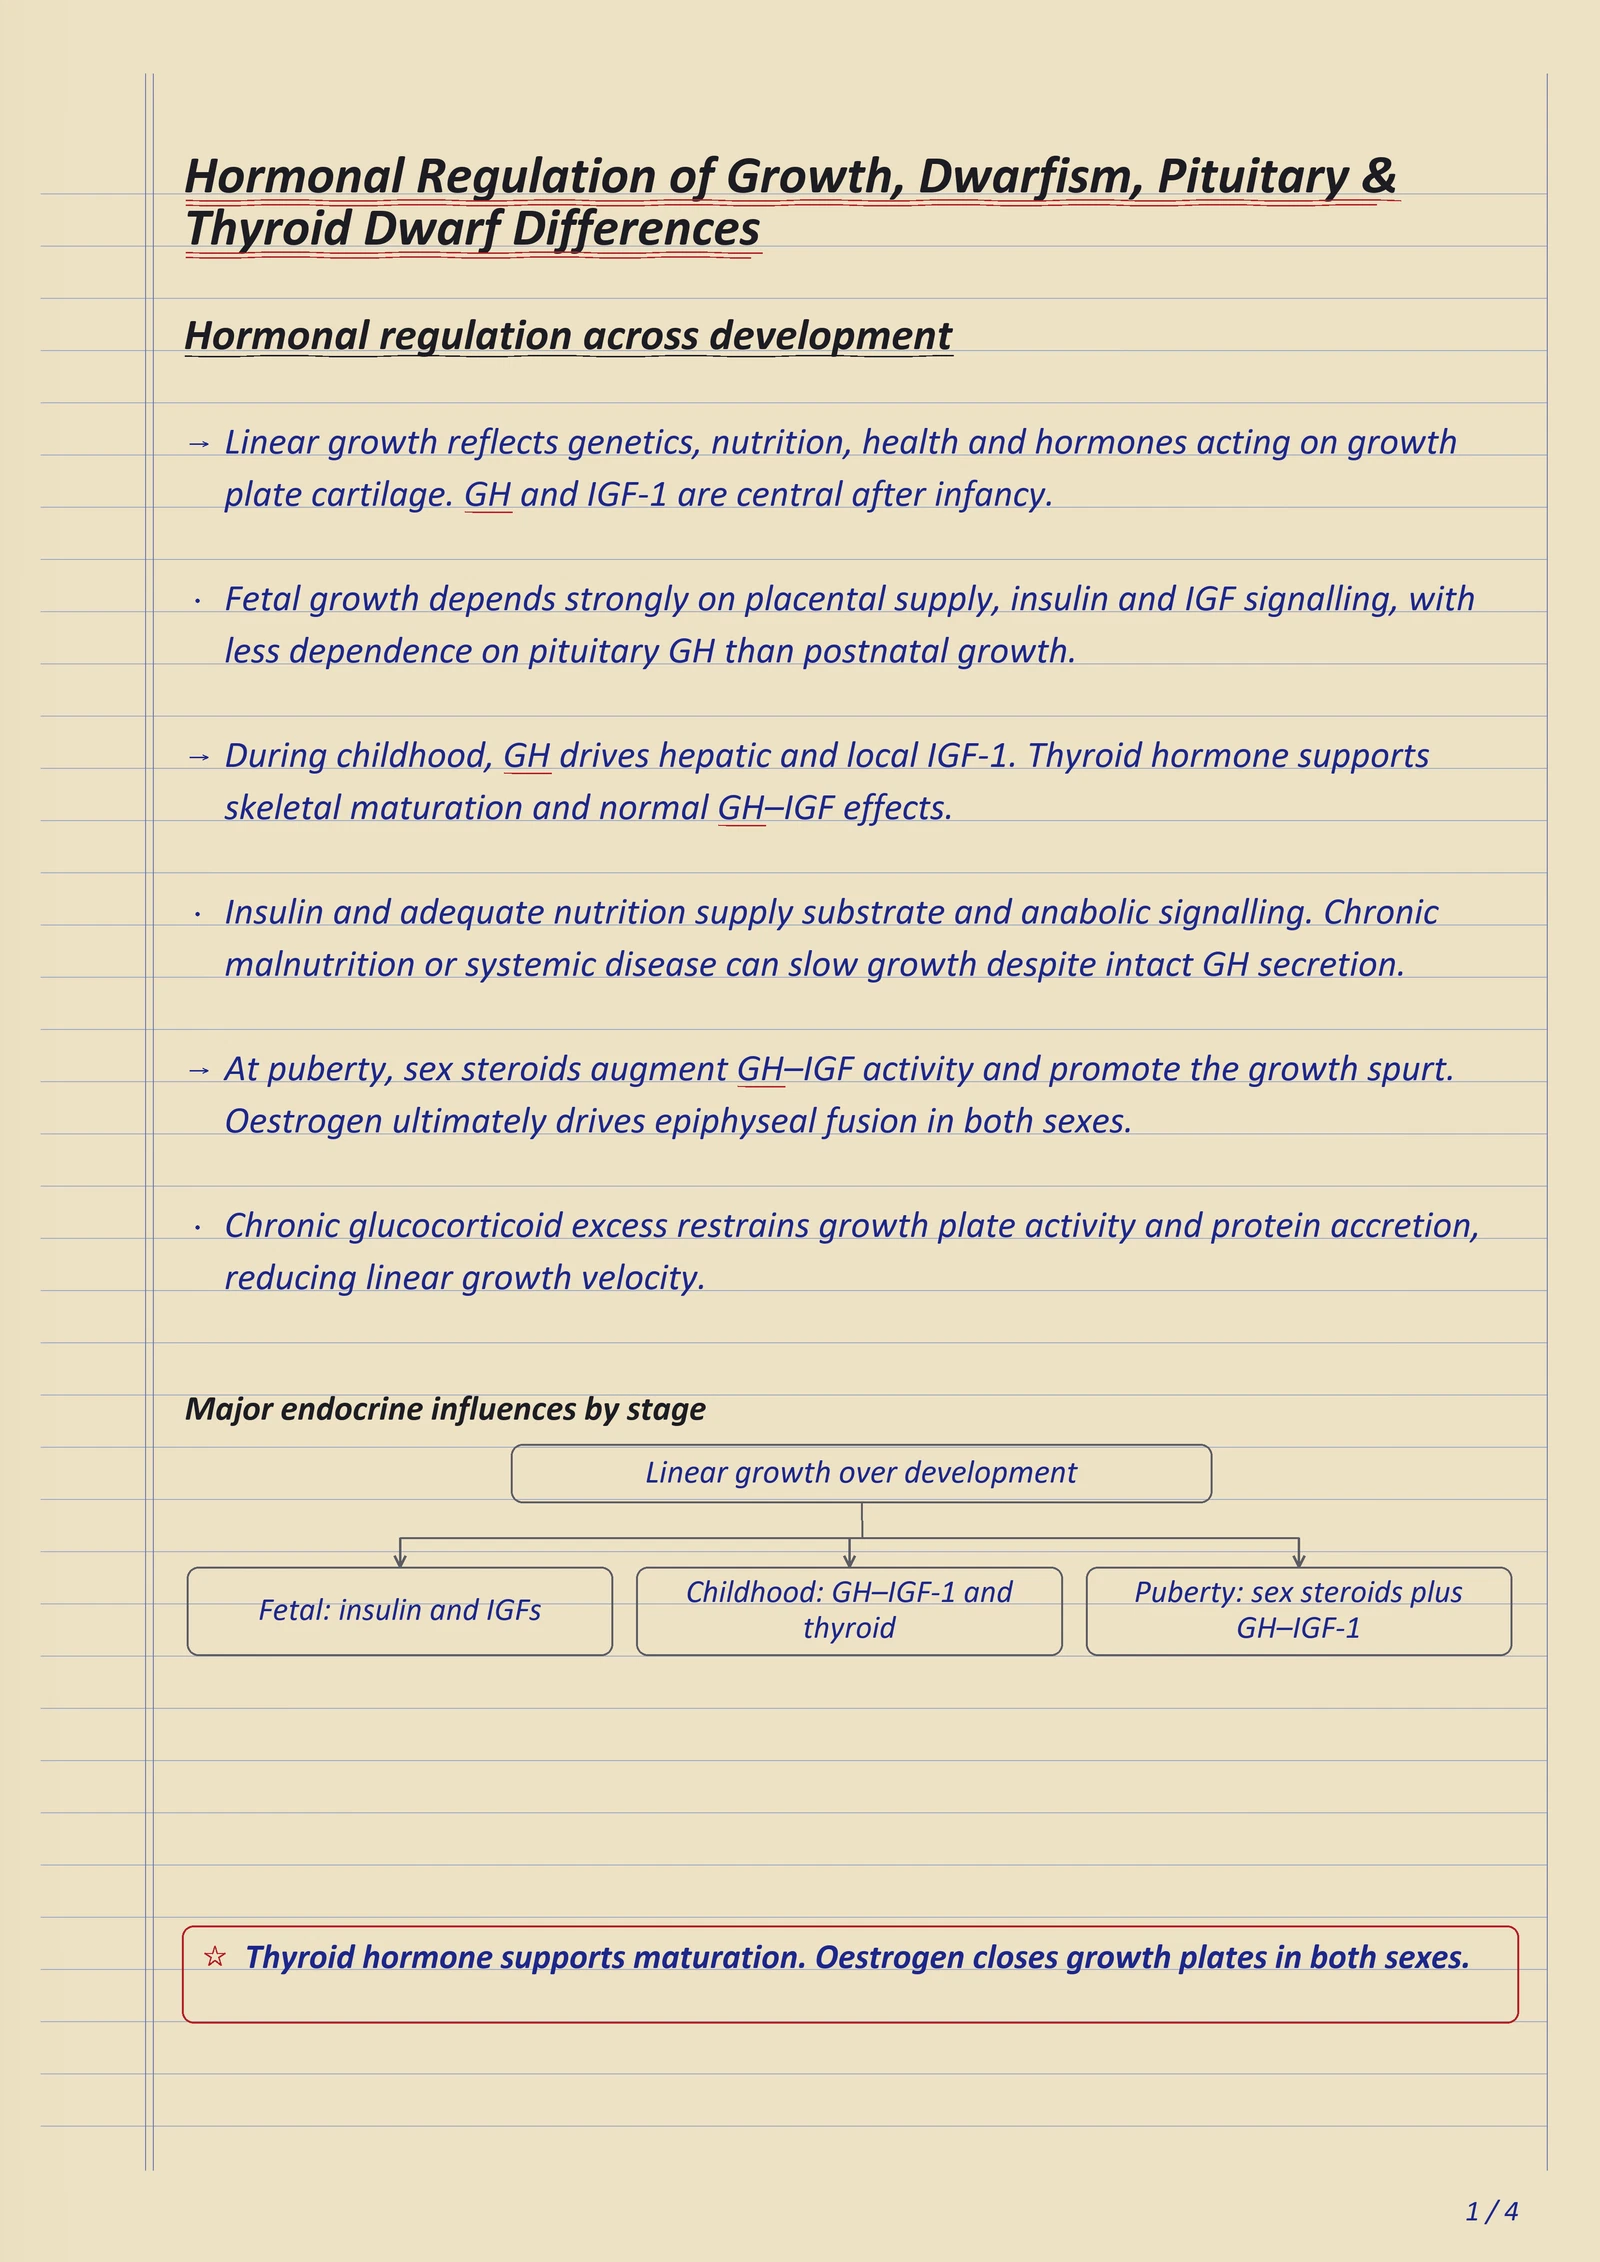 Hormonal Regulation of Growth, Dwarfism, Pituitary &
Thyroid Dwarf Differences
Hormonal regulation across development
→ Linear growth reflects genetics, nutrition, health and hormones acting on growth
plate cartilage. GH and IGF-1 are central after infancy.
· Fetal growth depends strongly on placental supply, insulin and IGF signalling, with
less dependence on pituitary GH than postnatal growth.
→ During childhood, GH drives hepatic and local IGF-1. Thyroid hormone supports
skeletal maturation and normal GH–IGF effects.
· Insulin and adequate nutrition supply substrate and anabolic signalling. Chronic
malnutrition or systemic disease can slow growth despite intact GH secretion.
→ At puberty, sex steroids augment GH–IGF activity and promote the growth spurt.
Oestrogen ultimately drives epiphyseal fusion in both sexes.
· Chronic glucocorticoid excess restrains growth plate activity and protein accretion,
reducing linear growth velocity.
Major endocrine influences by stage
Linear growth over development
Fetal: insulin and IGFs
Childhood: GH–IGF-1 and
thyroid
Puberty: sex steroids plus
GH–IGF-1
☆ Thyroid hormone supports maturation. Oestrogen closes growth plates in both sexes.
1 / 4